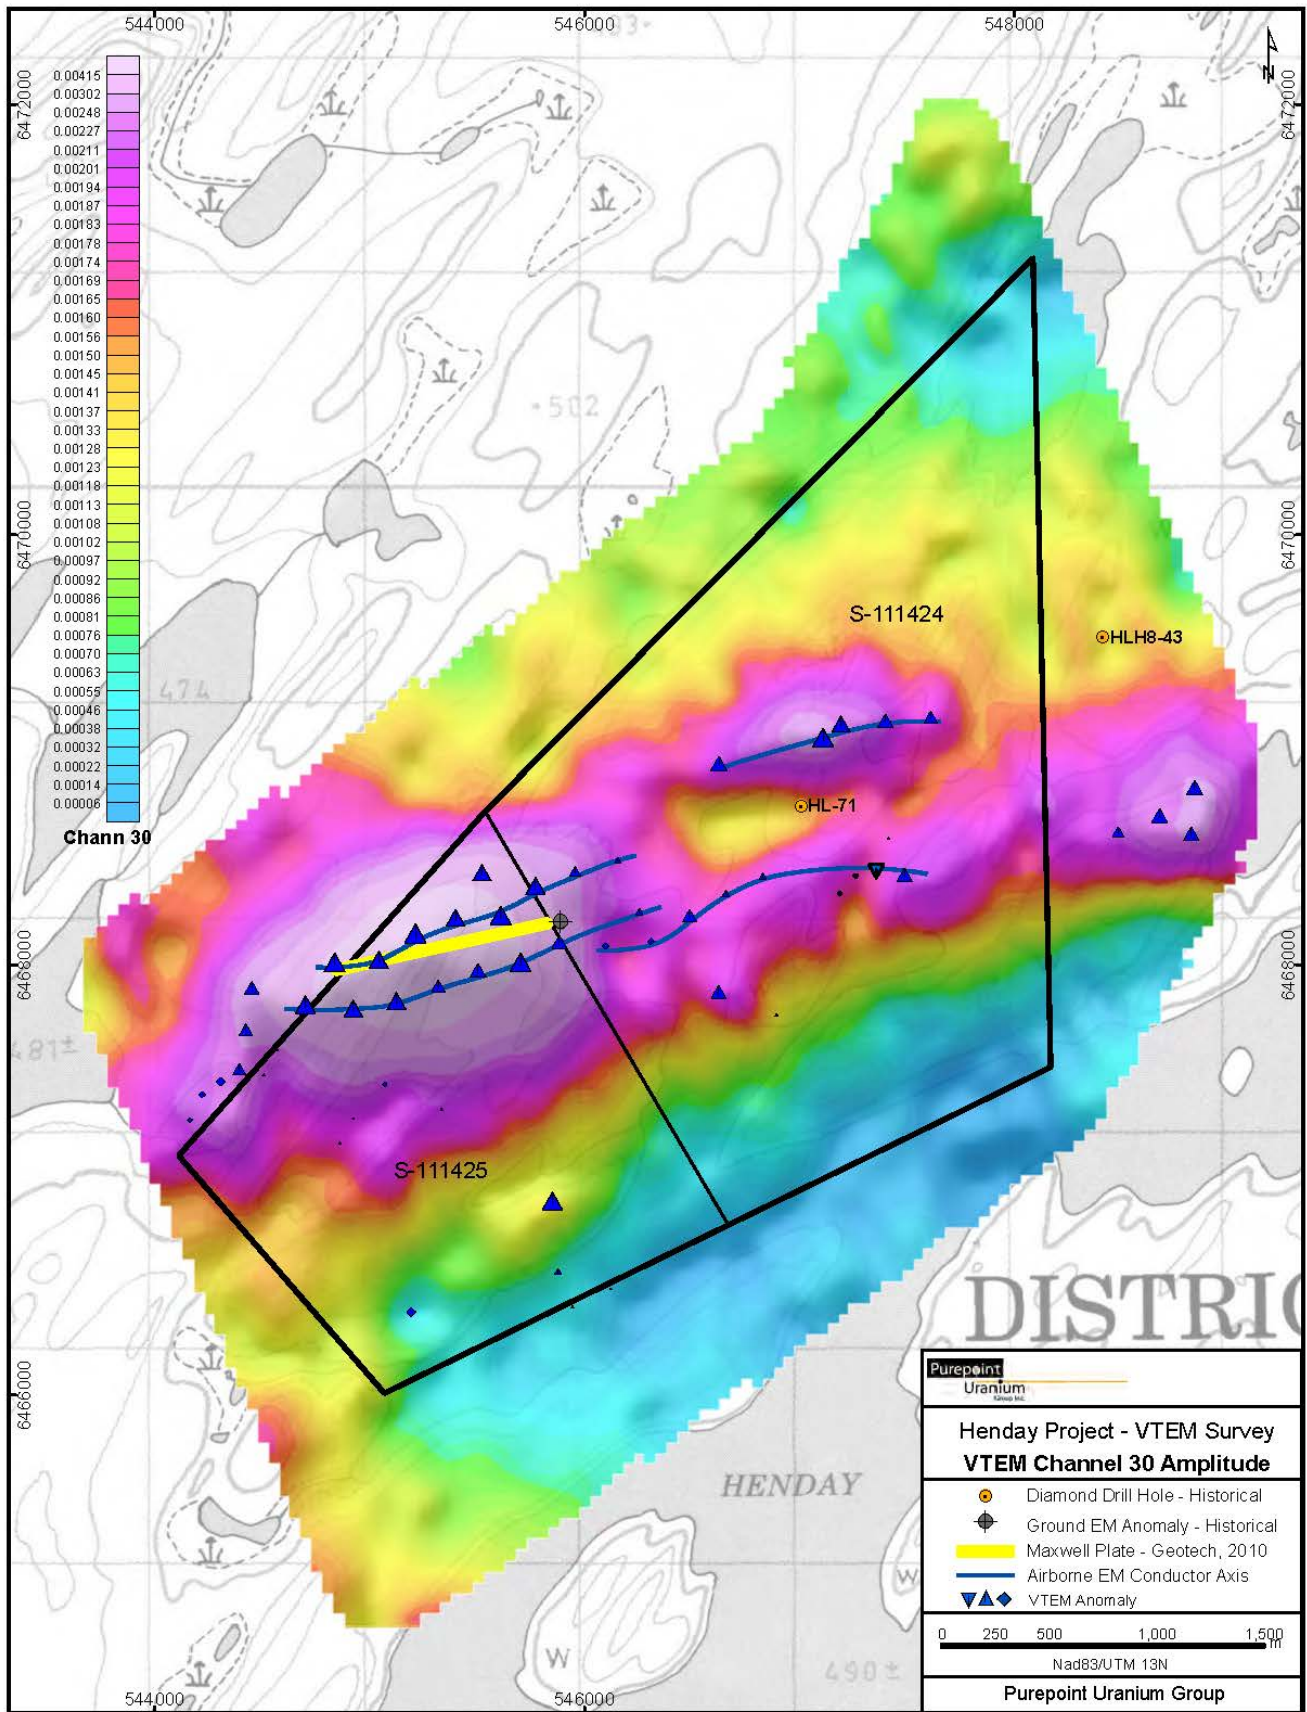 544000
546000
548000
83•
N
6472000
6472000
0.00415
0.00302
0.00248
0.00227
0.00211
0.00201
0.00194
0.00187
0.00183
0.00178
0.00174
0.00169
0.00165
0.00160
0.00156
0.00150
0.00145
0.00141
0.00137
0.00133
0.00128
0.00123
0.00118
0.00113
0.00108
0.00102
0.00097
0.00092
0.00086
0.00081
0.00076
0.00070
0.00063
0.00055
0.00046
0.00038
0.00032
0.00022
0.00014
0.00006
Chann 30
•502
6470000
6470000
S-111424
HLH8-43
474
HL-71
6468000
6468000
481±
S-111425
DISTRIC
6466000
HENDAY
W
W
490±
Purepoint
Uranium
Group Inc.
Henday Project - VTEM Survey
VTEM Channel 30 Amplitude
Diamond Drill Hole - Historical
Ground EM Anomaly - Historical
Maxwell Plate - Geotech, 2010
Airborne EM Conductor Axis
VTEM Anomaly
0 250 500 1,000 1,500
m
Nad83/UTM 13N
Purepoint Uranium Group
544000
546000